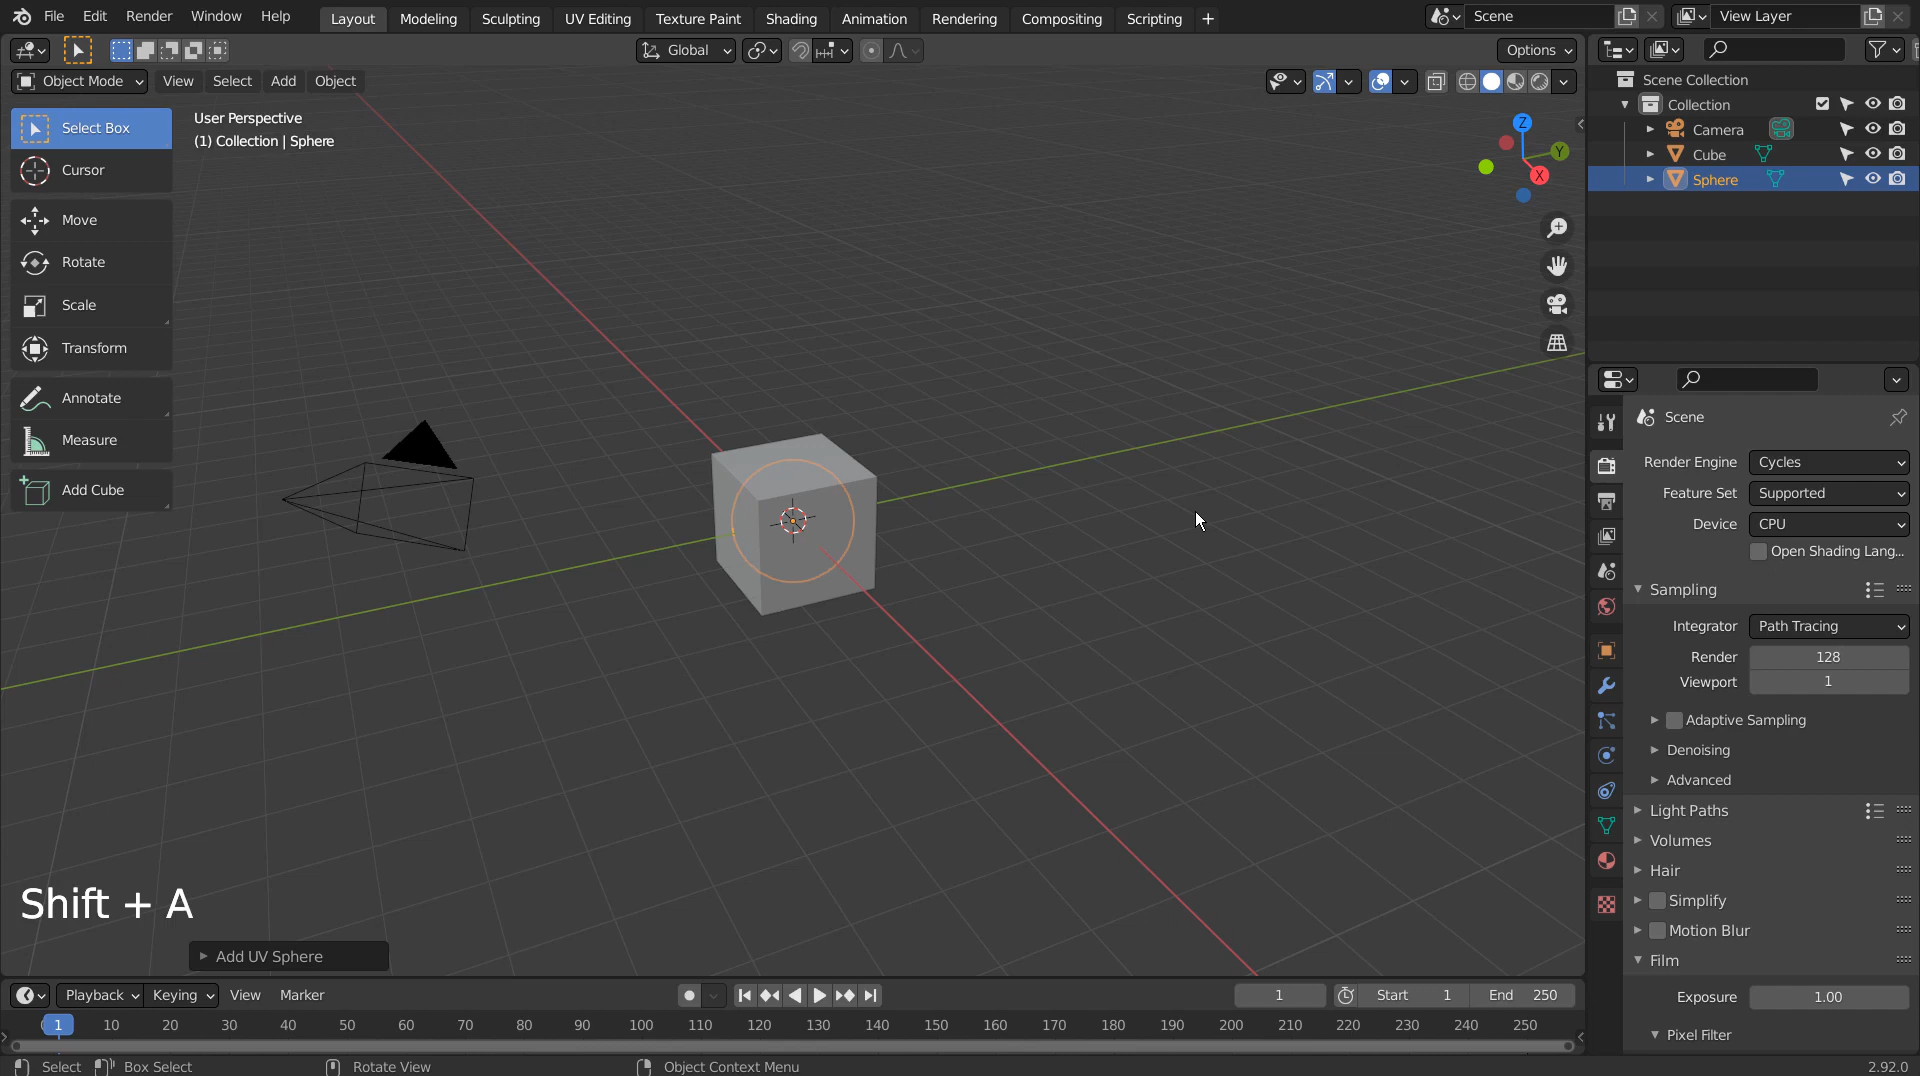 File Edit Render Window Help Layout Modeling Sculpting UV Editing Texture Paint Shading Animation Rendering Compositing Scripting + Scene View Layer
Global Options
Object Mode View Select Add Object
Scene Collection
Collection
Camera
Cube
Sphere
Select Box
Cursor
Move
Rotate
Scale
Transform
Annotate
Measure
Add Cube
User Perspective
(1) Collection | Sphere
Z
Y
X
Scene
Render Engine Cycles
Feature Set Supported
Device CPU
Open Shading Lang...
Sampling
Integrator Path Tracing
Render 128
Viewport 1
Adaptive Sampling
Denoising
Advanced
Light Paths
Volumes
Hair
Simplify
Motion Blur
Film
Exposure 1.00
Pixel Filter
Shift + A
Add UV Sphere
Playback Keying View Marker 1 Start 1 End 250
1 10 20 30 40 50 60 70 80 90 100 110 120 130 140 150 160 170 180 190 200 210 220 230 240 250
Select Box Select Rotate View Object Context Menu 2.92.0